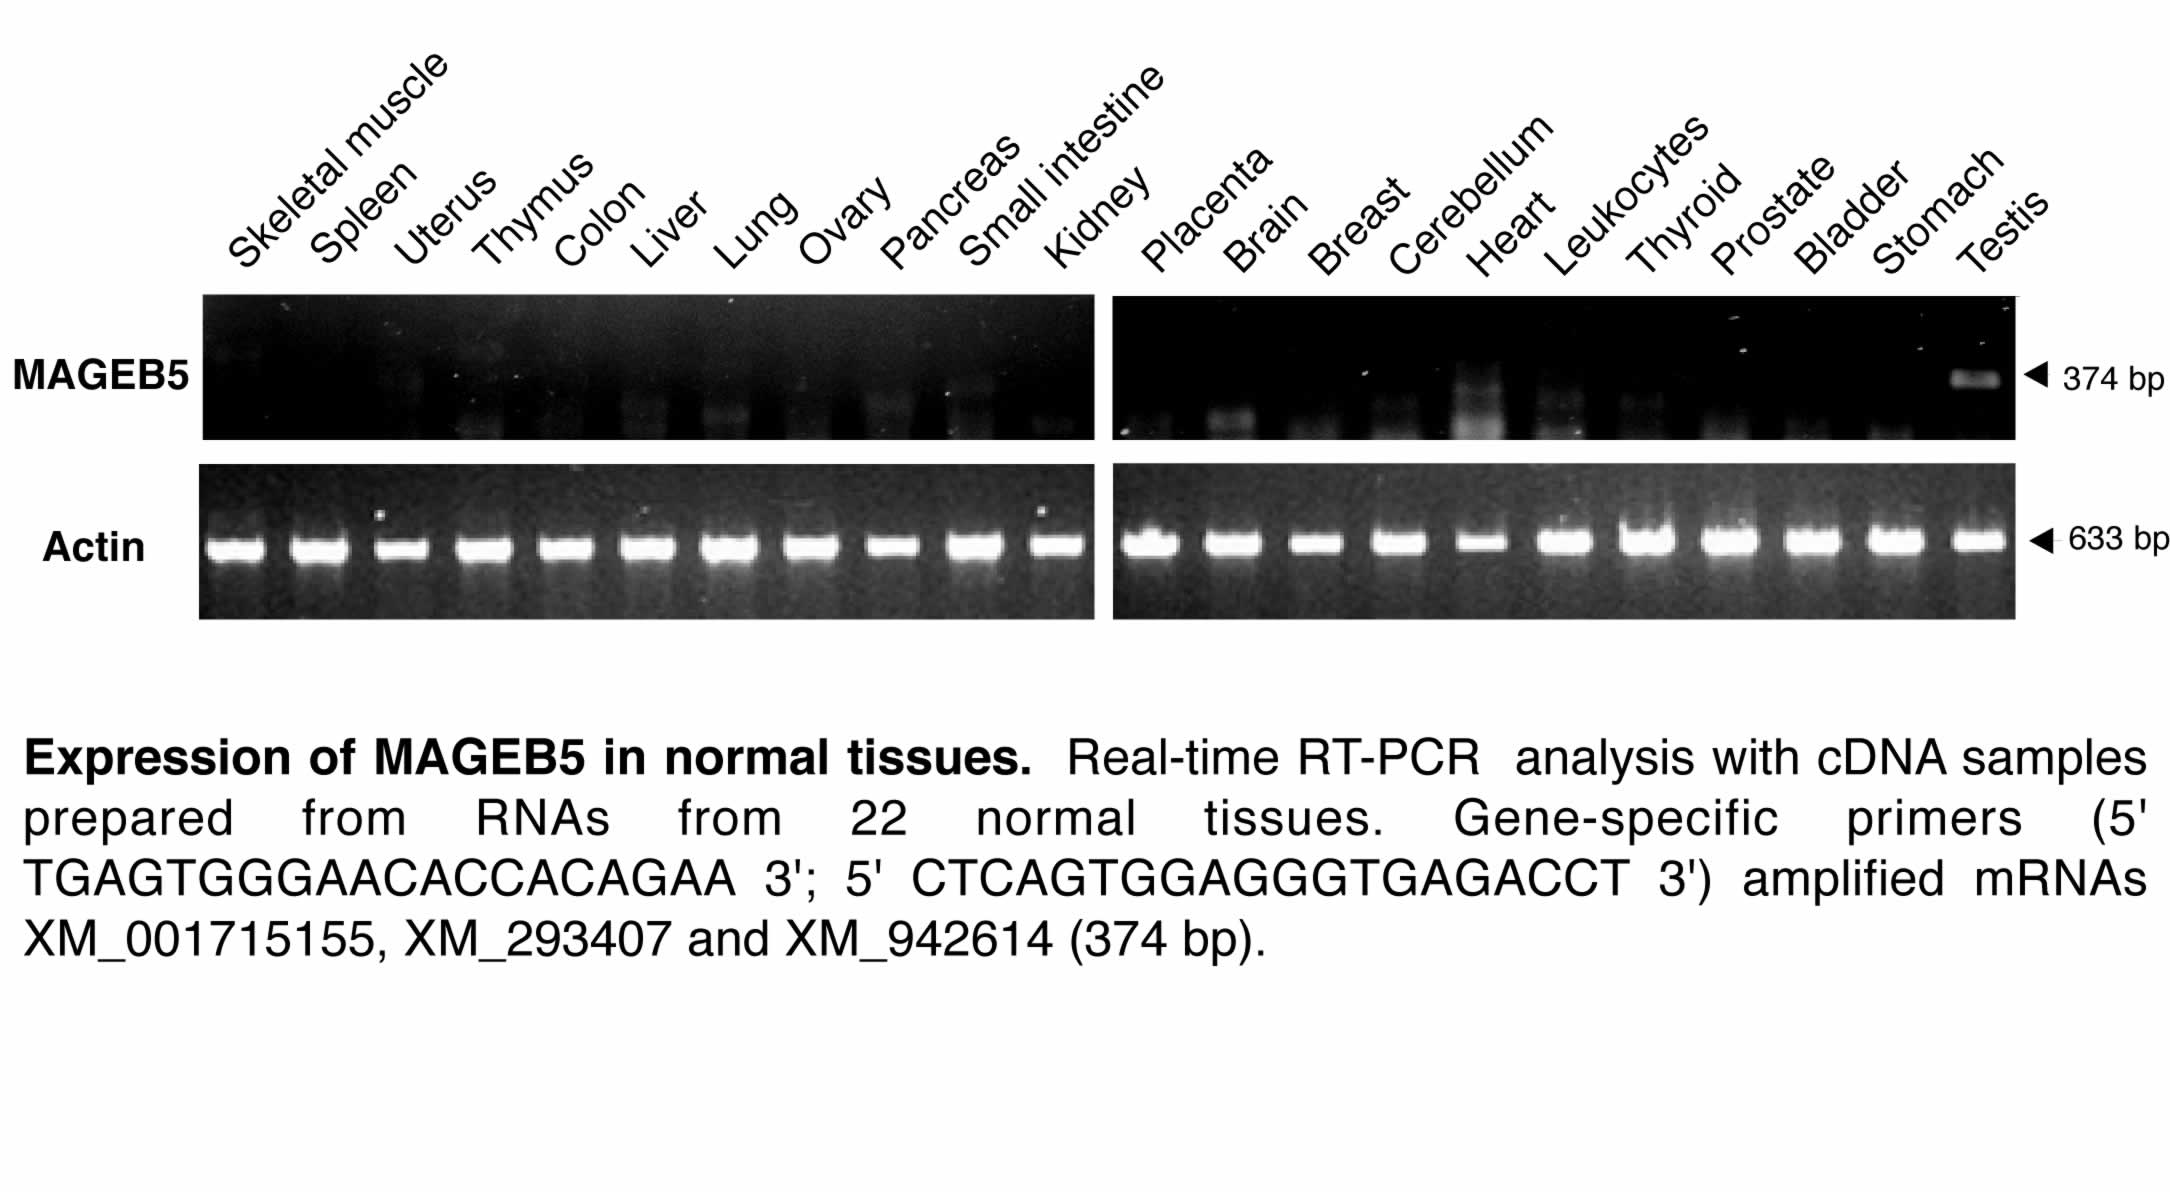 Skeletal muscle
Spleen
Uterus
Thymus
Colon
Liver
Lung
Ovary
Pancreas
Small intestine
Kidney
Placenta
Brain
Breast
Cerebellum
Heart
Leukocytes
Thyroid
Prostate
Bladder
Stomach
Testis
MAGEB5
374 bp
Actin
633 bp
Expression of MAGEB5 in normal tissues. Real-time RT-PCR analysis with cDNA samples
prepared from RNAs from 22 normal tissues. Gene-specific primers (5'
TGAGTGGGAACACCACAGAA 3'; 5' CTCAGTGGAGGGTGAGACCT 3') amplified mRNAs
XM_001715155, XM_293407 and XM_942614 (374 bp).